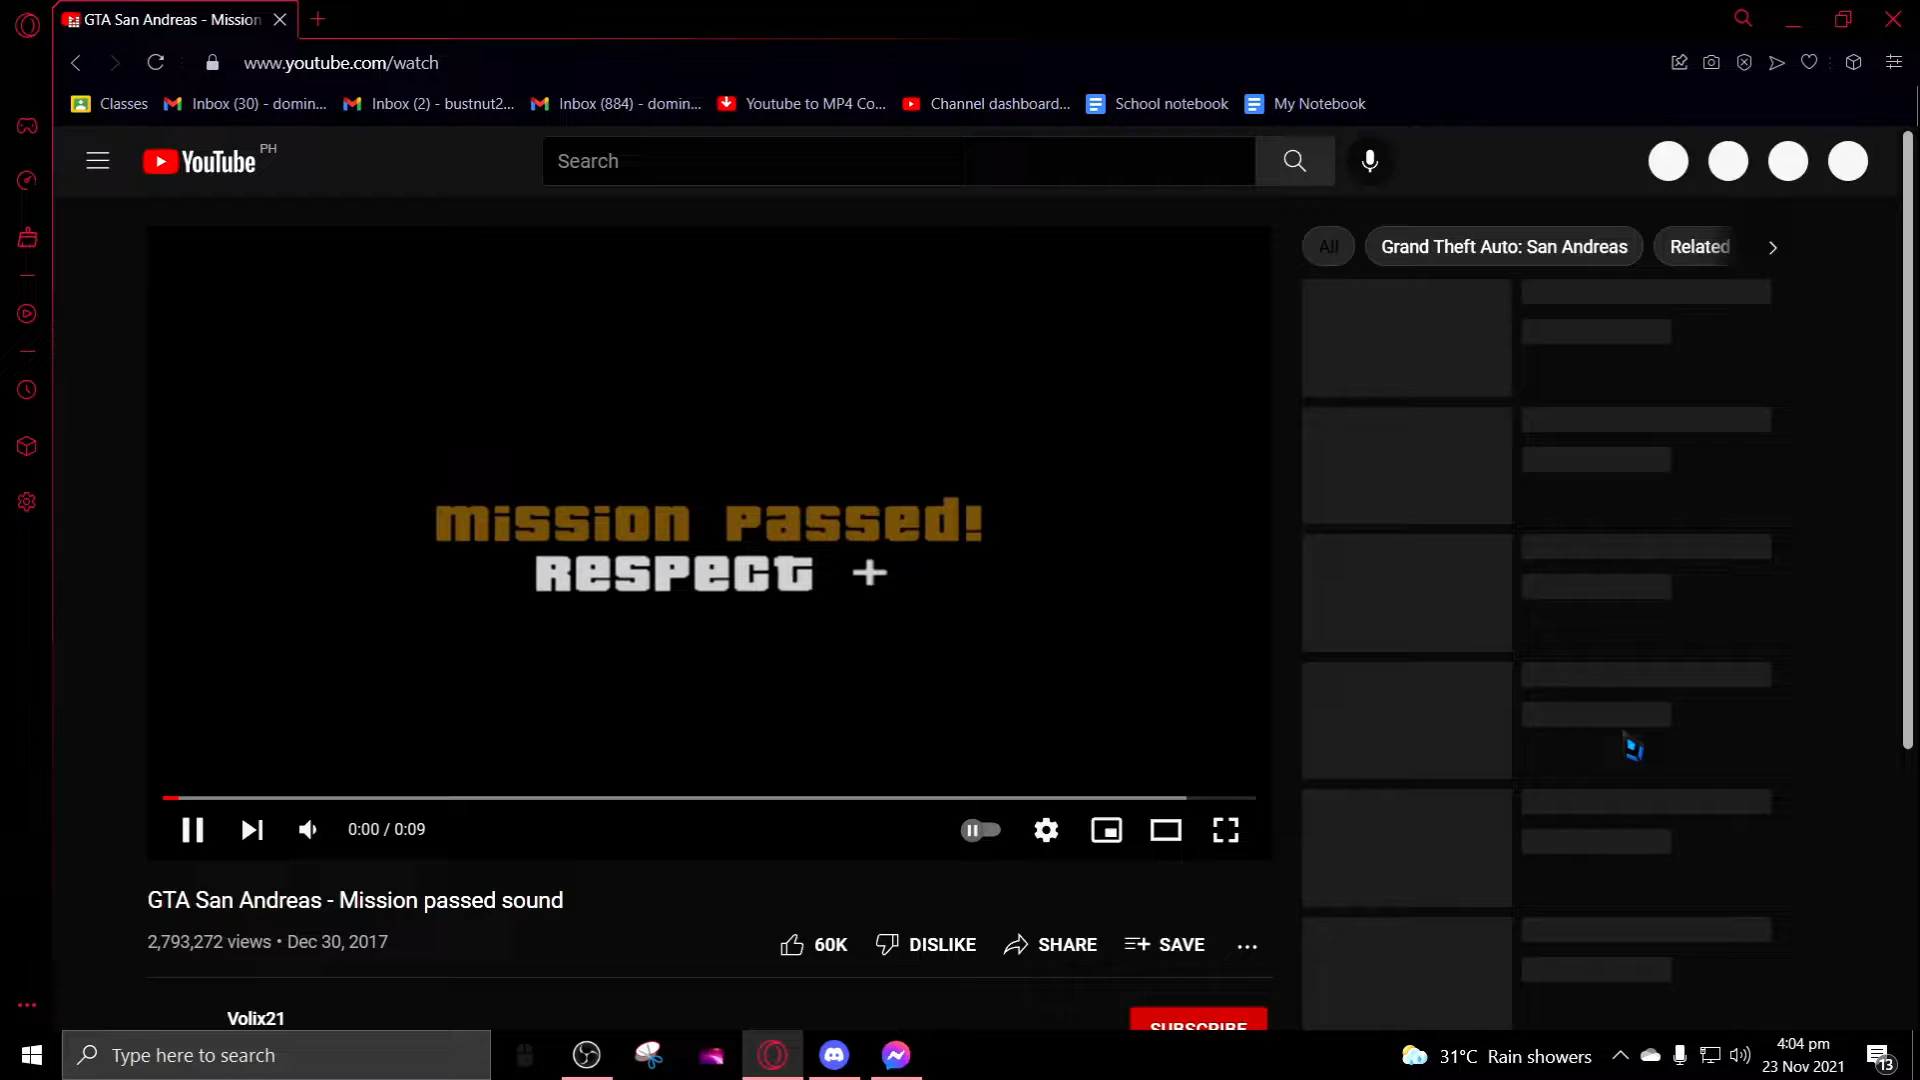 GTA San Andreas - Mission
www.youtube.com/watch
Classes
Inbox (30) - domin...
Inbox (2) - bustnut2...
Inbox (884) - domin...
Youtube to MP4 Co...
Channel dashboard...
School notebook
My Notebook
YouTube PH
Search
All
Grand Theft Auto: San Andreas
Related
mission passed!
RESPECT +
0:00 / 0:09
GTA San Andreas - Mission passed sound
2,793,272 views • Dec 30, 2017
60K
DISLIKE
SHARE
SAVE
Volix21
SUBSCRIBE
Type here to search
31°C Rain showers
4:04 pm
23 Nov 2021
13